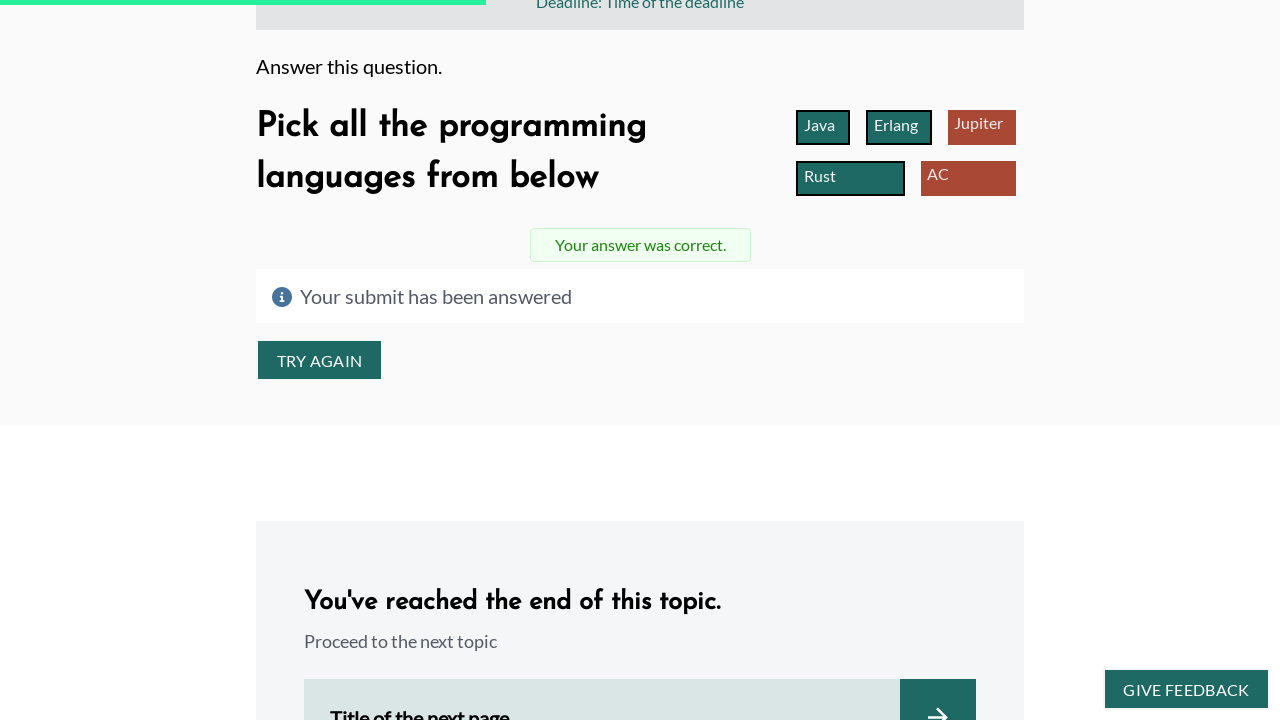 Deadline: Time of the deadline
Answer this question.
Pick all the programming
languages from below
Java
Erlang
Jupiter
Rust
AC
Your answer was correct.
Your submit has been answered
TRY AGAIN
You've reached the end of this topic.
Proceed to the next topic
Title of the next page
GIVE FEEDBACK